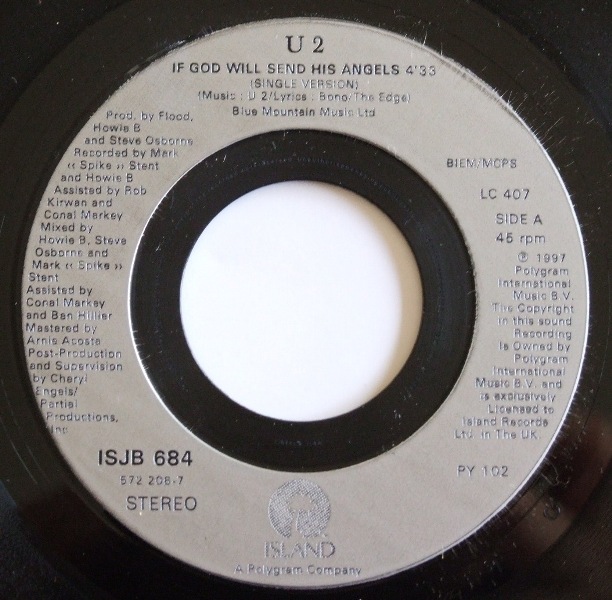 U 2
IF GOD WILL SEND HIS ANGELS 4'33
(SINGLE VERSION)
(Music : U 2/Lyrics : Bono/The Edge)
Blue Mountain Music Ltd
Prod. by Flood,
Howie B
and Steve Osborne
Recorded by Mark
‹‹ Spike ›› Stent
and Howie B
Assisted by Rob
Kirwan and
Conal Markey
Mixed by
Howie B, Steve
Osborne and
Mark ‹‹ Spike ››
Stent
Assisted by
Conal Markey
and Ben Hillier
Mastered by
Arnie Acosta
Post-Production
and Supervision
by Cheryl
Engels/
Partial
Productions,
Inc
BIEM/MCPS
LC 407
SIDE A
45 rpm
℗ 1997
Polygram
International
Music B.V.
The Copyright
in this sound
Recording
is Owned by
Polygram
International
Music B.V. and
is exclusively
Licensed to
Island Records
Ltd. in The UK.
ISJB 684
572 208-7
STEREO
PY 102
ISLAND
A Polygram Company